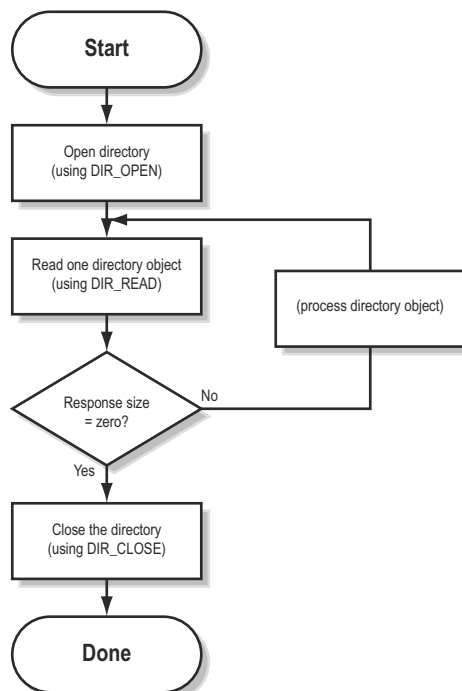 Start
Open directory
(using DIR_OPEN)
Read one directory object
(using DIR_READ)
(process directory object)
Response size
= zero?
No
Yes
Close the directory
(using DIR_CLOSE)
Done